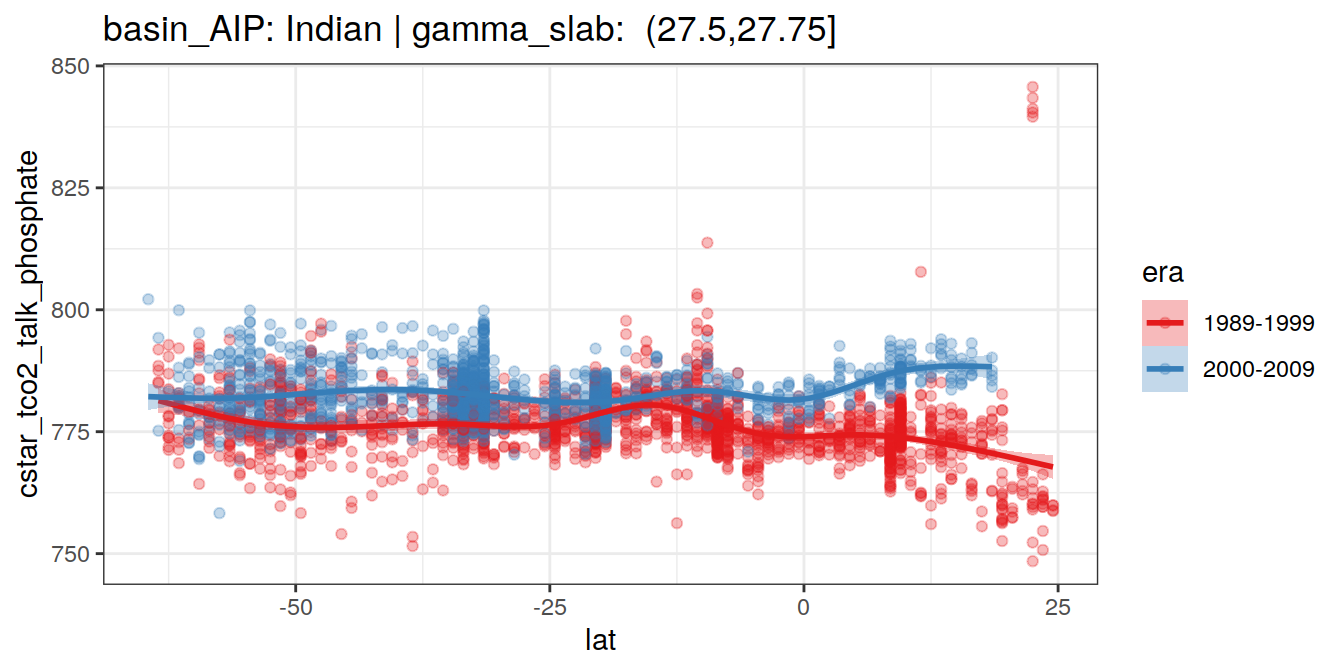 basin_AIP: Indian | gamma_slab:  (27.5,27.75]
cstar_tco2_talk_phosphate
850
825
800
775
750
-50
-25
0
25
lat
era
1989-1999
2000-2009